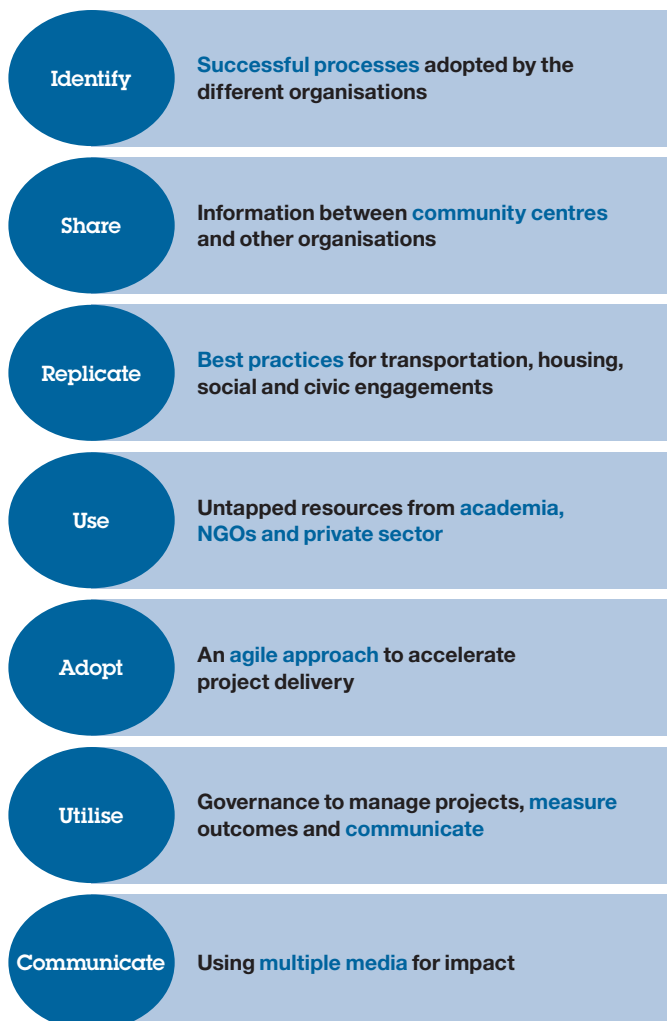 Identify
Successful processes adopted by the
different organisations
Share
Information between community centres
and other organisations
Replicate
Best practices for transportation, housing,
social and civic engagements
Use
Untapped resources from academia,
NGOs and private sector
Adopt
An agile approach to accelerate
project delivery
Utilise
Governance to manage projects, measure
outcomes and communicate
Communicate
Using multiple media for impact